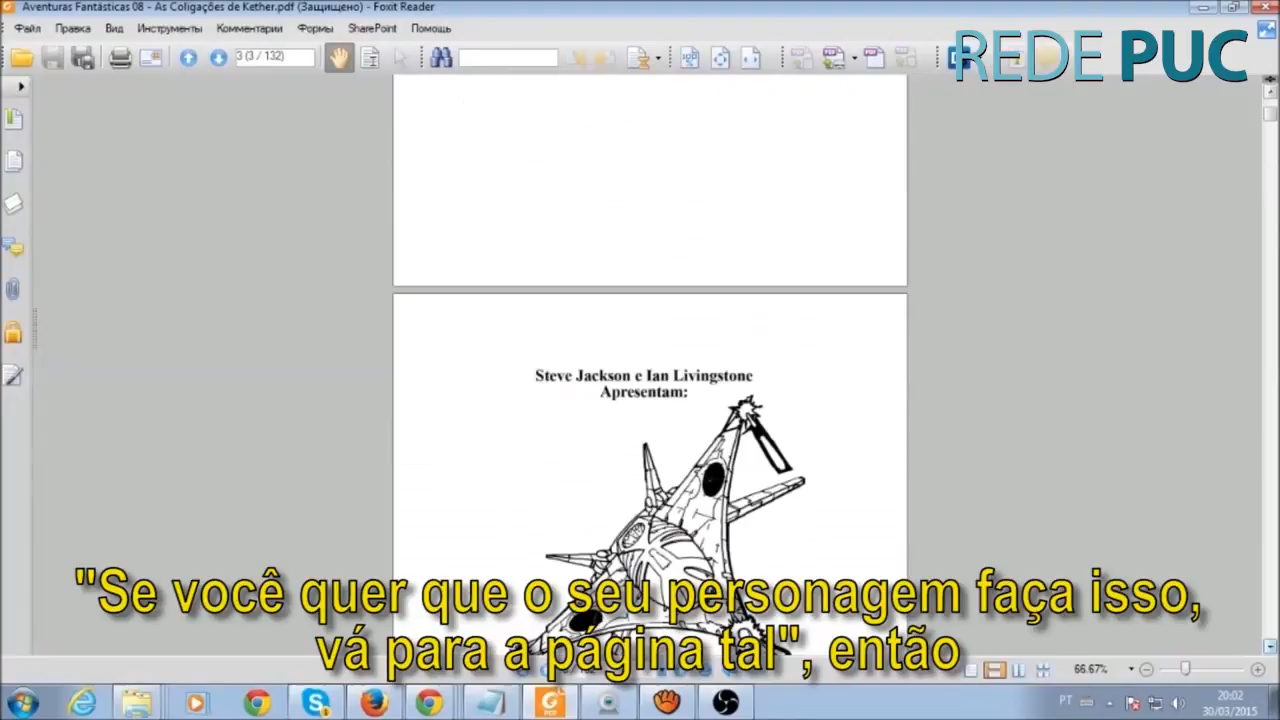 Aventuras Fantásticas 08 - As Coligações de Kether.pdf (Защищено) - Foxit Reader
Файл Правка Вид Инструменты Комментарии Формы SharePoint Помощь
3 (3 / 132)
REDE PUC
Steve Jackson e Ian Livingstone
Apresentam:
"Se você quer que o seu personagem faça isso,
vá para a página tal", então
66.67%
PT
20:02
30/03/2015